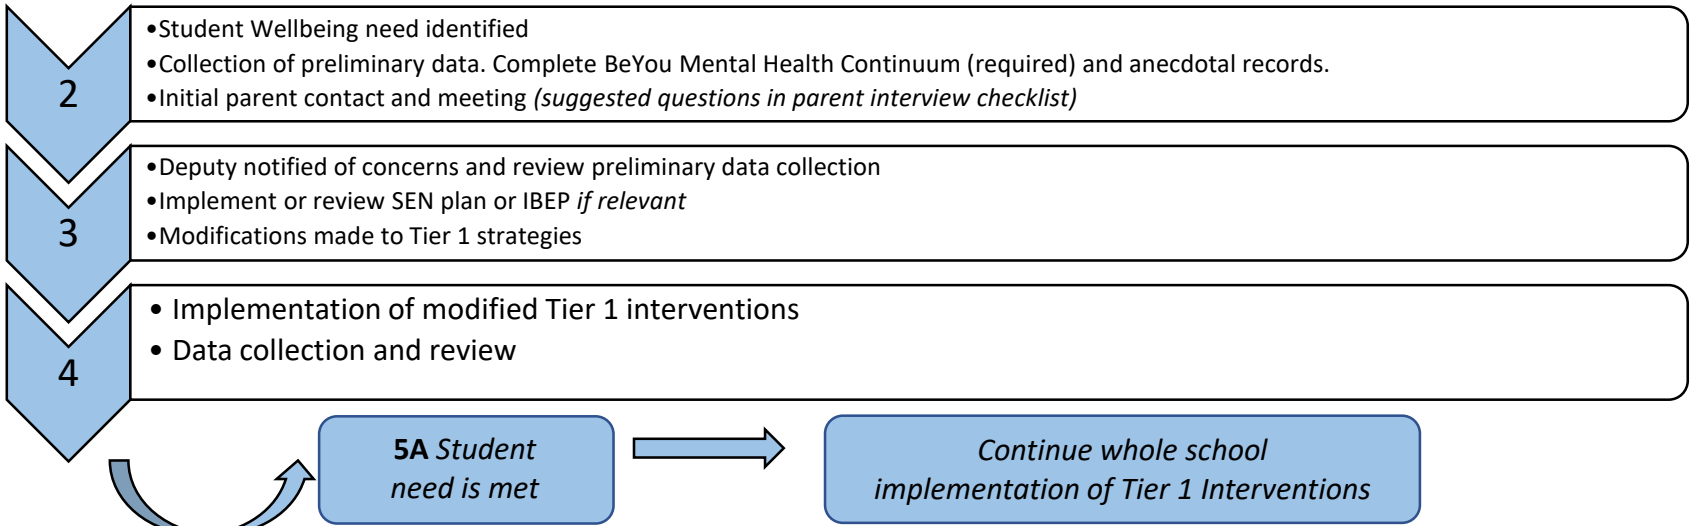 2
•Student Wellbeing need identified
•Collection of preliminary data. Complete BeYou Mental Health Continuum (required) and anecdotal records.
•Initial parent contact and meeting (suggested questions in parent interview checklist)
3
•Deputy notified of concerns and review preliminary data collection
•Implement or review SEN plan or IBEP if relevant
•Modifications made to Tier 1 strategies
4
• Implementation of modified Tier 1 interventions
• Data collection and review
5A Student
need is met
Continue whole school
implementation of Tier 1 Interventions